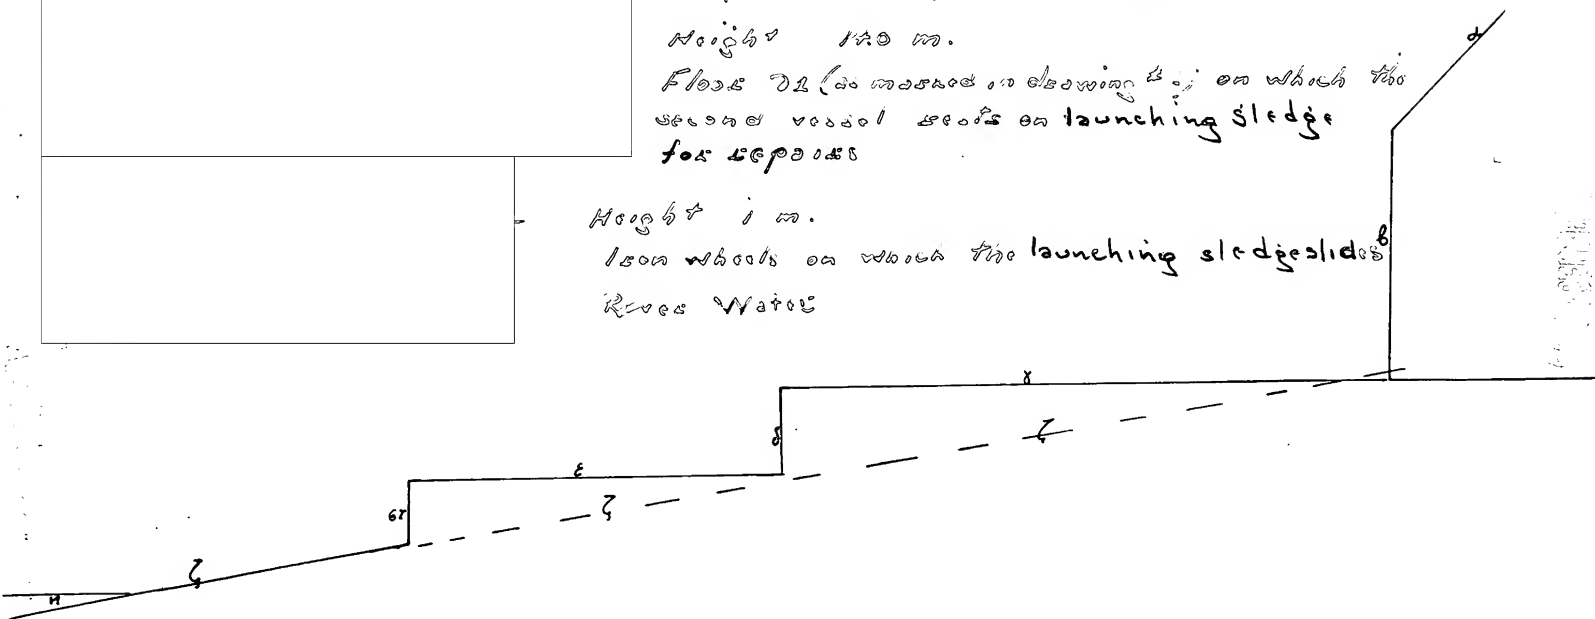 Height 1*0 m.
Floor 21 (as marked in drawing on which the
second vessel rests on launching sledge
for repairs
Height 1 m.
Iron wheels on which the launching sledge slides
River Water
α
β
γ
δ
ε
ζ
ζ
στ
ζ
H